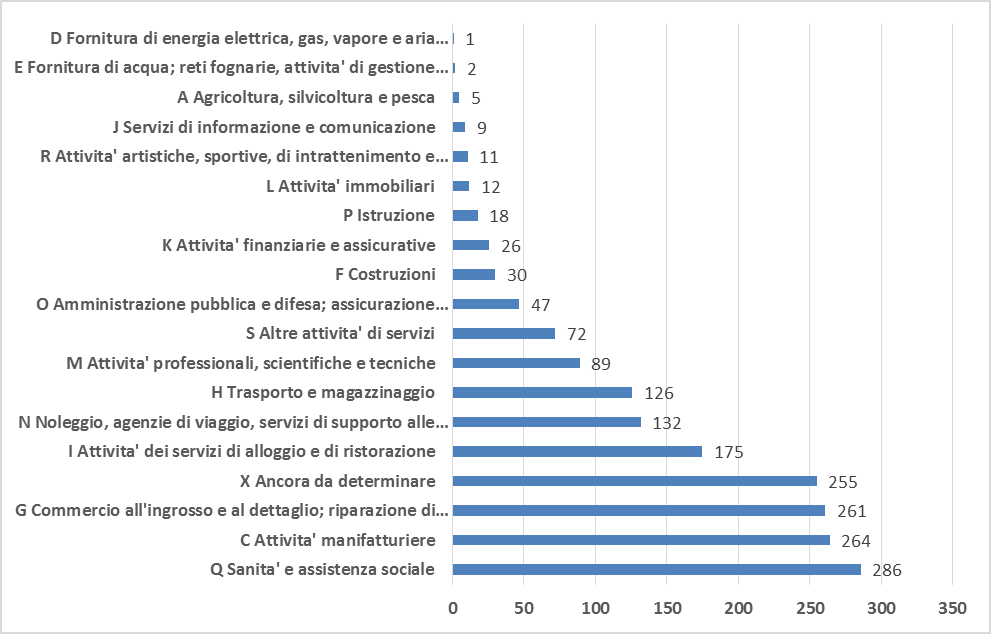 D Fornitura di energia elettrica, gas, vapore e aria... 1
E Fornitura di acqua; reti fognarie, attivita' di gestione... 2
A Agricoltura, silvicoltura e pesca 5
J Servizi di informazione e comunicazione 9
R Attivita' artistiche, sportive, di intrattenimento e... 11
L Attivita' immobiliari 12
P Istruzione 18
K Attivita' finanziarie e assicurative 26
F Costruzioni 30
O Amministrazione pubblica e difesa; assicurazione... 47
S Altre attivita' di servizi 72
M Attivita' professionali, scientifiche e tecniche 89
H Trasporto e magazzinaggio 126
N Noleggio, agenzie di viaggio, servizi di supporto alle... 132
I Attivita' dei servizi di alloggio e di ristorazione 175
X Ancora da determinare 255
G Commercio all'ingrosso e al dettaglio; riparazione di... 261
C Attivita' manifatturiere 264
Q Sanita' e assistenza sociale 286
0 50 100 150 200 250 300 350